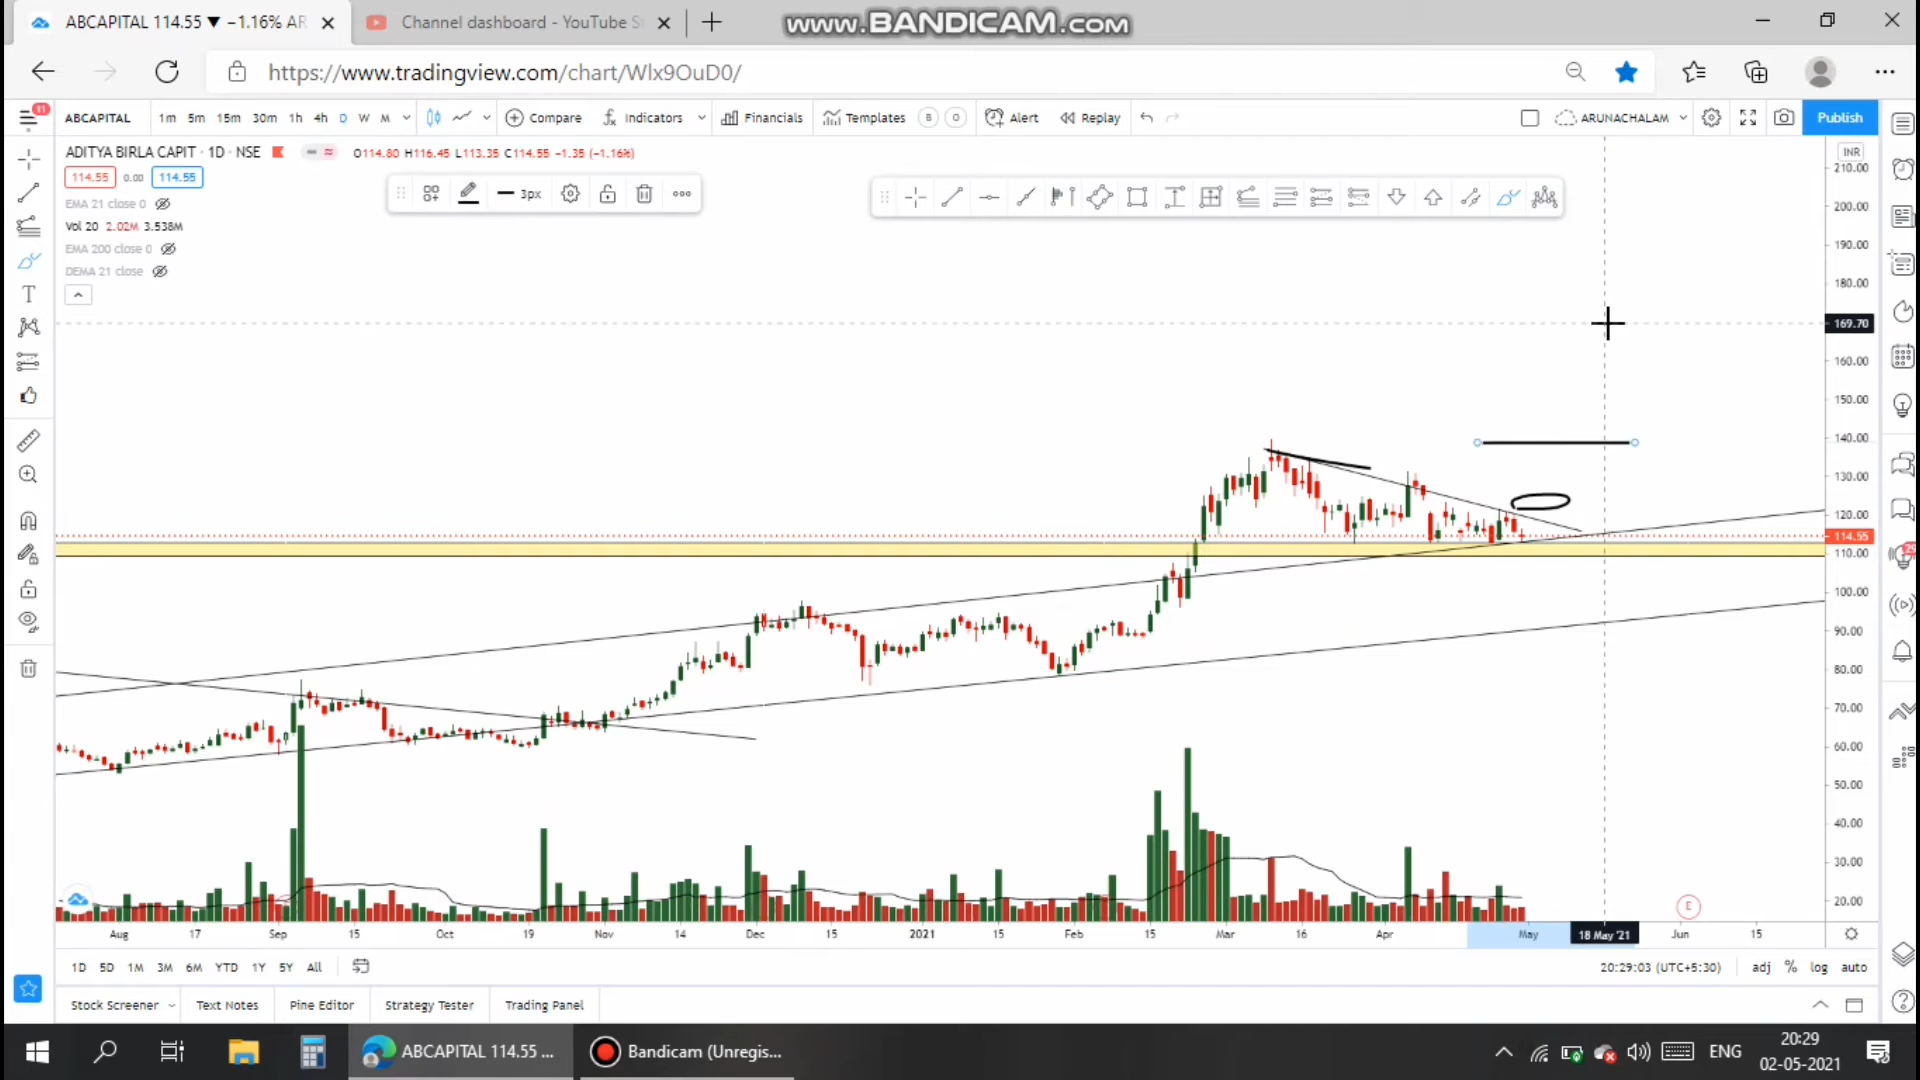 ABCAPITAL 114.55 ▼ −1.16% AR
Channel dashboard - YouTube S
www.BANDICAM.com
https://www.tradingview.com/chart/Wlx9OuD0/
11
ABCAPITAL 1m 5m 15m 30m 1h 4h D W M Compare Indicators Financials Templates B O Alert Replay ARUNACHALAM Publish
ADITYA BIRLA CAPIT · 1D · NSE O114.80 H116.45 L113.35 C114.55 −1.35 (−1.16%)
INR
114.55 0.00 114.55
3px
EMA 21 close 0
Vol 20 2.02M 3.538M
EMA 200 close 0
DEMA 21 close
210.00
200.00
190.00
180.00
169.70
160.00
150.00
140.00
130.00
120.00
114.55
110.00
100.00
90.00
80.00
70.00
60.00
50.00
40.00
30.00
20.00
E
Aug 17 Sep 15 Oct 19 Nov 14 Dec 15 2021 15 Feb 15 Mar 16 Apr May 18 May '21 Jun 15
1D 5D 1M 3M 6M YTD 1Y 5Y All
20:29:03 (UTC+5:30) adj % log auto
Stock Screener Text Notes Pine Editor Strategy Tester Trading Panel
ABCAPITAL 114.55 ...
Bandicam (Unregis...
ENG
20:29
02-05-2021